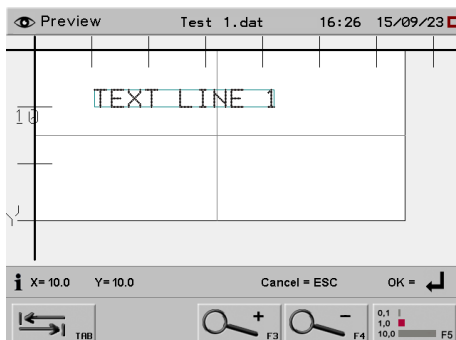 Preview Test 1.dat 16:26 15/09/23
TEXT LINE 1
10
Y
X= 10.0 Y= 10.0 Cancel = ESC OK =
TAB + F3 - F4 0,1 F5
1,0
10,0